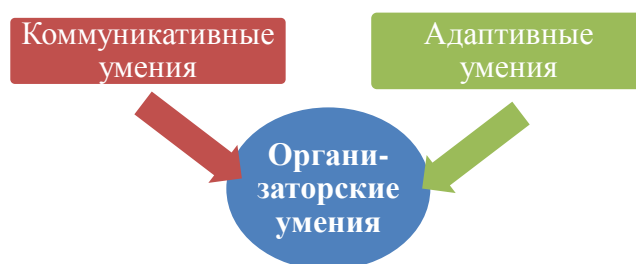 Коммуникативные
умения
Адаптивные
умения
Органи-
заторские
умения